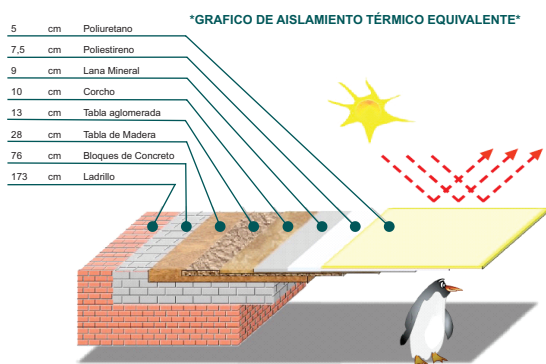 *GRAFICO DE AISLAMIENTO TÉRMICO EQUIVALENTE*
5 cm Poliuretano
7,5 cm Poliestireno
9 cm Lana Mineral
10 cm Corcho
13 cm Tabla aglomerada
28 cm Tabla de Madera
76 cm Bloques de Concreto
173 cm Ladrillo